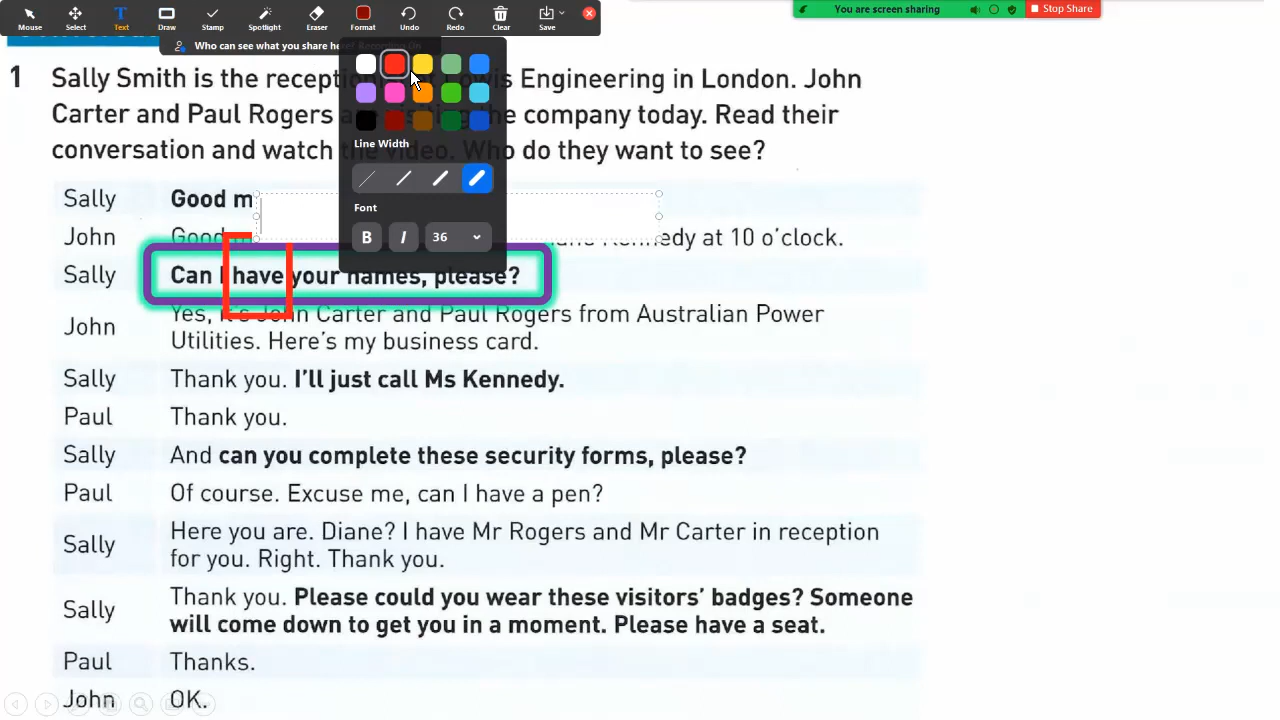 Mouse Select Text Draw Stamp Spotlight Eraser Format Undo Redo Clear Save
You are screen sharing
Stop Share
Who can see what you share here? Recording On
1 Sally Smith is the reception Lewis Engineering in London. John
Carter and Paul Rogers are visiting the company today. Read their
conversation and watch the video. Who do they want to see?
Line Width
Font
B I 36
Sally Good m
John Good Kennedy at 10 o'clock.
Sally Can I have your names, please?
John Yes, it's John Carter and Paul Rogers from Australian Power
Utilities. Here's my business card.
Sally Thank you. I'll just call Ms Kennedy.
Paul Thank you.
Sally And can you complete these security forms, please?
Paul Of course. Excuse me, can I have a pen?
Sally Here you are. Diane? I have Mr Rogers and Mr Carter in reception
for you. Right. Thank you.
Sally Thank you. Please could you wear these visitors' badges? Someone
will come down to get you in a moment. Please have a seat.
Paul Thanks.
John OK.